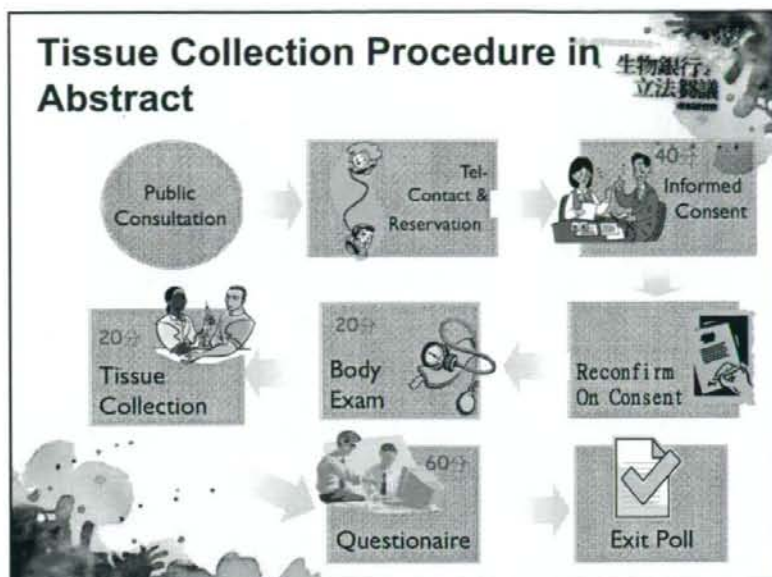 Tissue Collection Procedure in
Abstract
生物銀行
立法芻議
Public
Consultation
Tel-
Contact &
Reservation
40分
Informed
Consent
20分
Tissue
Collection
20分
Body
Exam
Reconfirm
On Consent
60分
Questionaire
Exit Poll